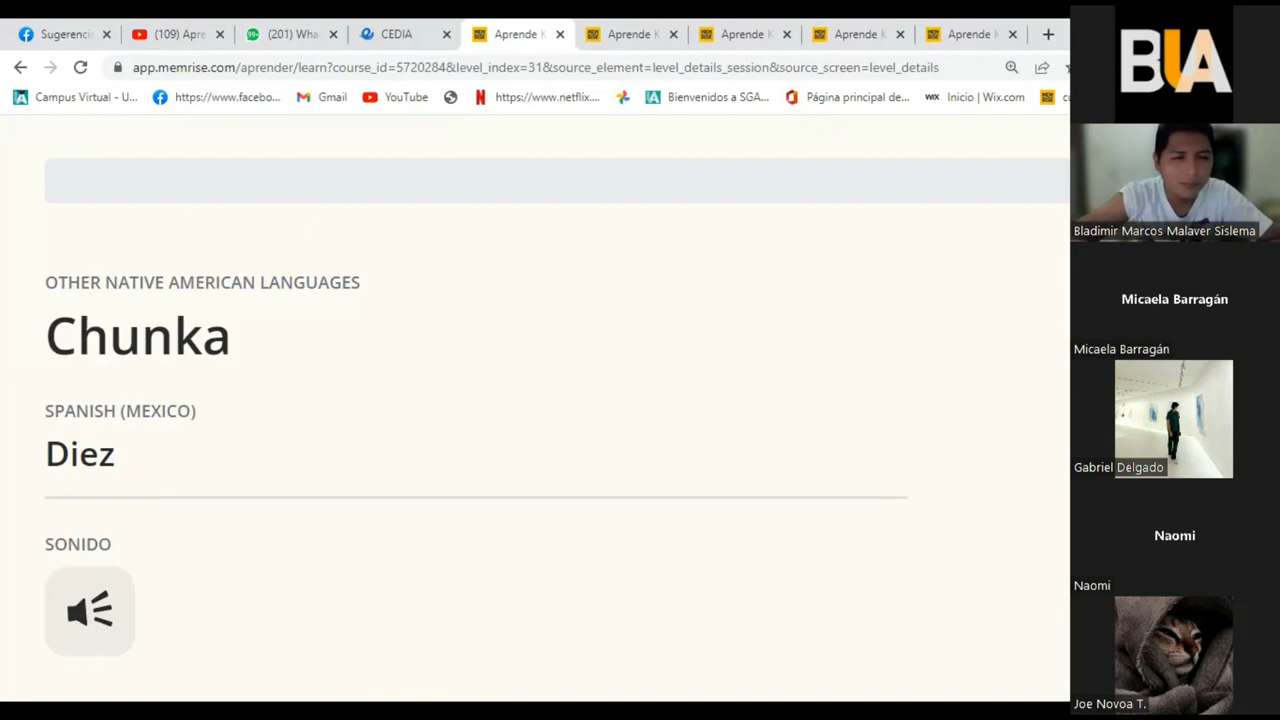 Sugerenci
(109) Apre
99+
(201) Wha
CEDIA
Aprende K
Aprende K
Aprende K
Aprende K
Aprende K
app.memrise.com/aprender/learn?course_id=5720284&level_index=31&source_element=level_details_session&source_screen=level_details
Campus Virtual - U...
https://www.facebo...
Gmail
YouTube
https://www.netflix....
Bienvenidos a SGA...
Página principal de...
WIX
Inicio | Wix.com
BUA
Bladimir Marcos Malaver Sislema
OTHER NATIVE AMERICAN LANGUAGES
Chunka
SPANISH (MEXICO)
Diez
SONIDO
Micaela Barragán
Micaela Barragán
Gabriel Delgado
Naomi
Naomi
Joe Novoa T.